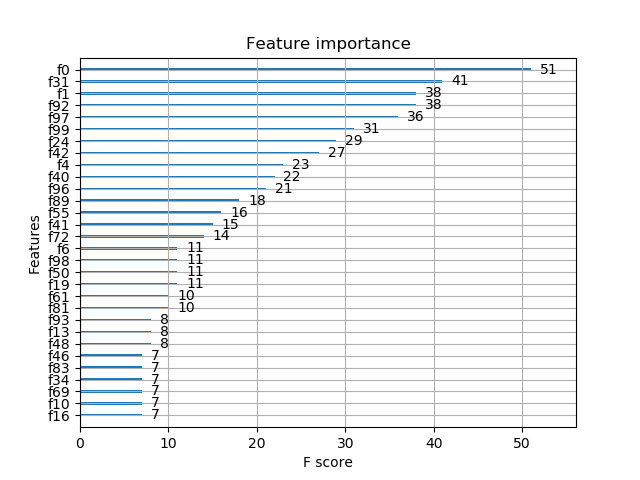 Feature importance
f0 51
f31 41
f1 38
f92 38
f97 36
f99 31
f24 29
f42 27
f4 23
f40 22
f96 21
f89 18
f55 16
f41 15
f72 14
f6 11
f98 11
f50 11
f19 11
f61 10
f81 10
f93 8
f13 8
f48 8
f46 7
f83 7
f34 7
f69 7
f10 7
f16 7
Features
0 10 20 30 40 50
F score